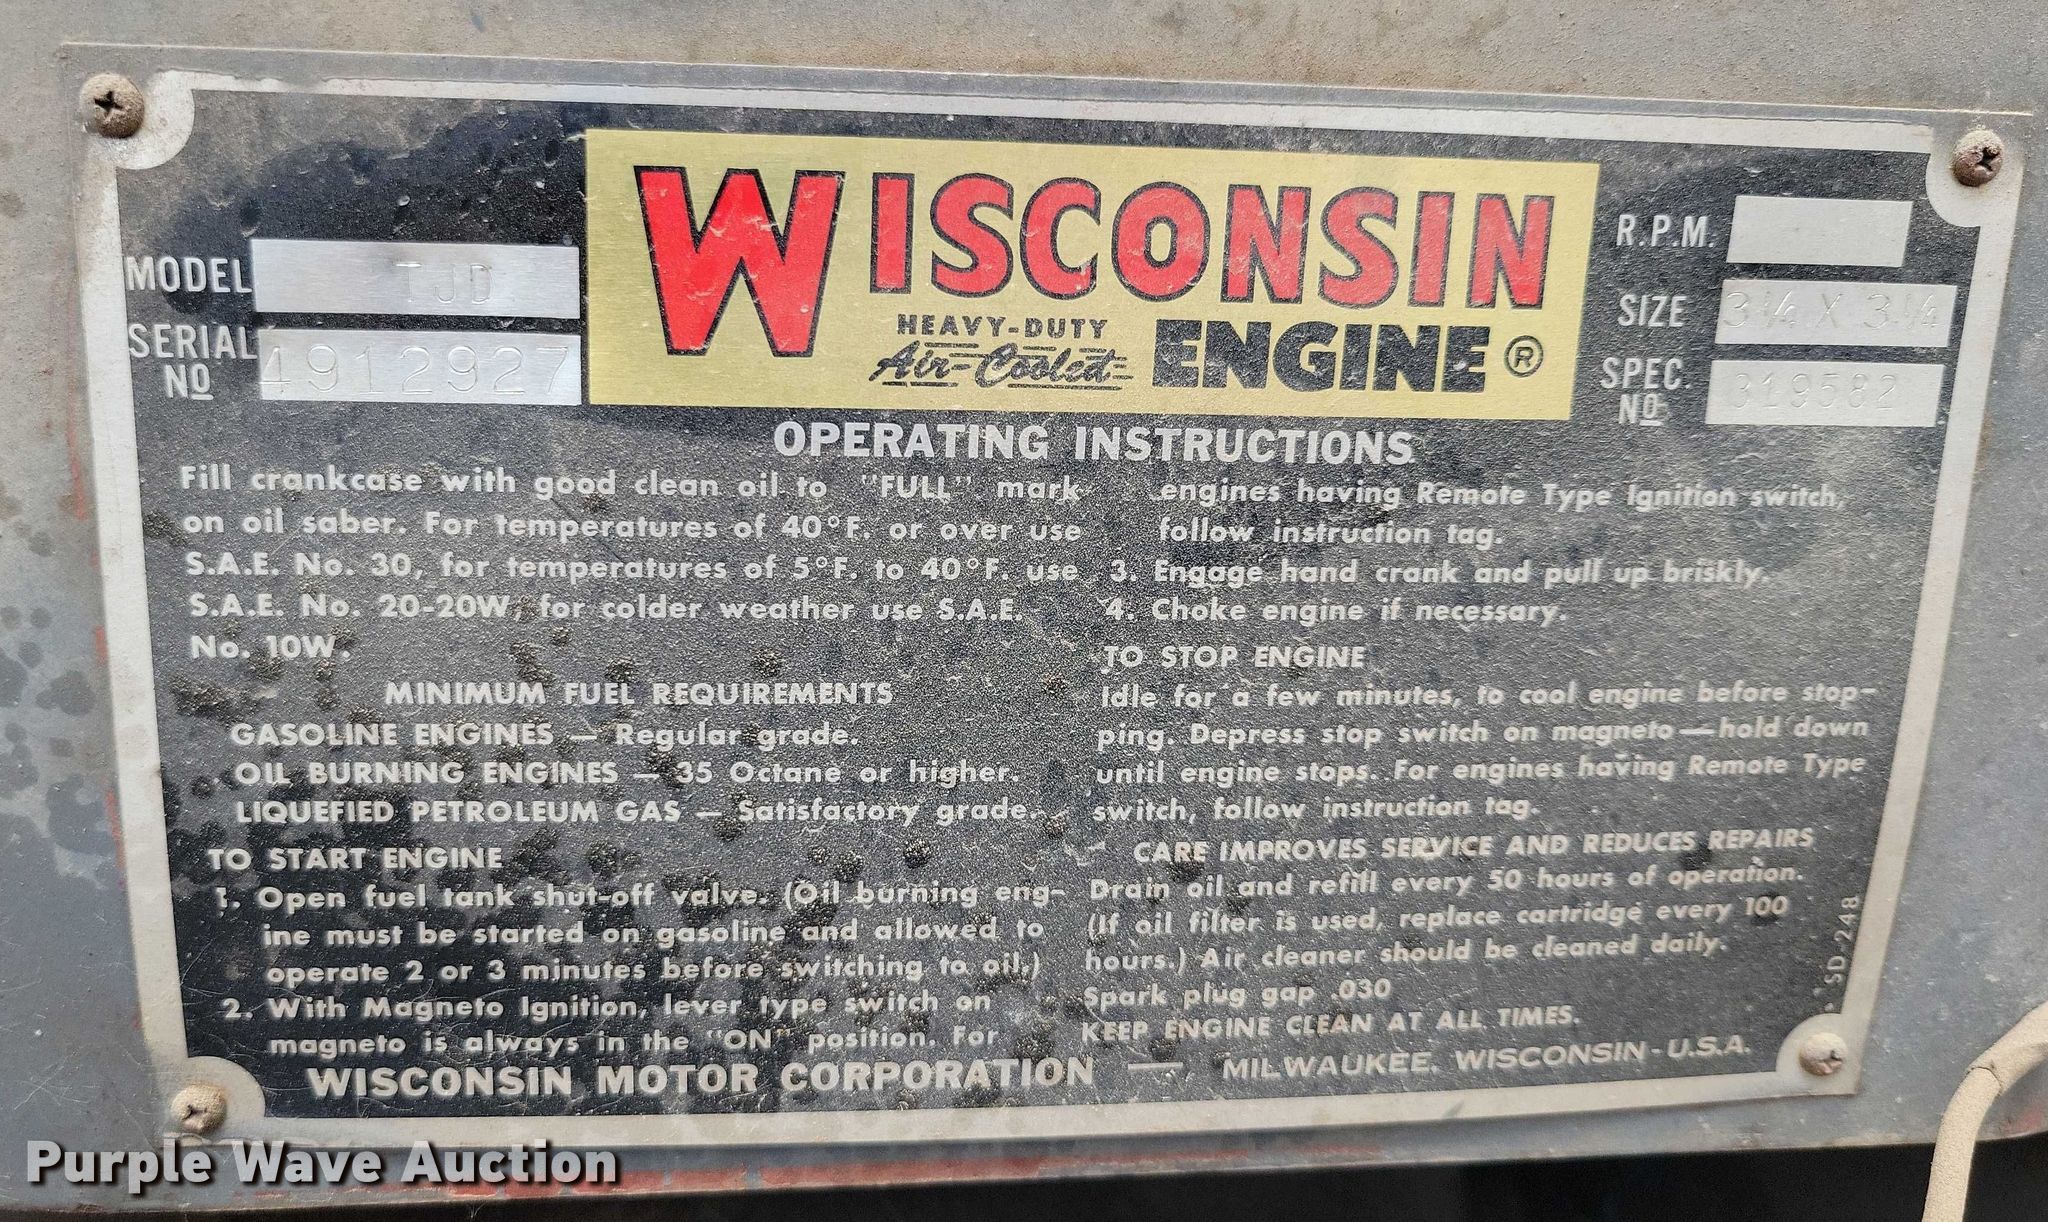 MODEL TJD
SERIAL NO 4912927
WISCONSIN
HEAVY-DUTY
Air-Cooled ENGINE ®
R.P.M.
SIZE 3 1/4 X 3 1/4
SPEC. NO. 319582
OPERATING INSTRUCTIONS
Fill crankcase with good clean oil to "FULL" mark
on oil saber. For temperatures of 40°F. or over use
S.A.E. No. 30, for temperatures of 5°F. to 40°F. use
S.A.E. No. 20-20W, for colder weather use S.A.E.
No. 10W.
MINIMUM FUEL REQUIREMENTS
GASOLINE ENGINES — Regular grade.
OIL BURNING ENGINES — 35 Octane or higher.
LIQUEFIED PETROLEUM GAS — Satisfactory grade.
TO START ENGINE
1. Open fuel tank shut-off valve. (Oil burning eng-
ine must be started on gasoline and allowed to
operate 2 or 3 minutes before switching to oil.)
2. With Magneto Ignition, lever type switch on
magneto is always in the "ON" position. For
engines having Remote Type Ignition switch,
follow instruction tag.
3. Engage hand crank and pull up briskly.
4. Choke engine if necessary.
TO STOP ENGINE
Idle for a few minutes, to cool engine before stop-
ping. Depress stop switch on magneto — hold down
until engine stops. For engines having Remote Type
switch, follow instruction tag.
CARE IMPROVES SERVICE AND REDUCES REPAIRS
Drain oil and refill every 50 hours of operation.
(If oil filter is used, replace cartridge every 100
hours.) Air cleaner should be cleaned daily.
Spark plug gap .030
KEEP ENGINE CLEAN AT ALL TIMES.
SD-248
WISCONSIN MOTOR CORPORATION — MILWAUKEE, WISCONSIN - U.S.A.
Purple Wave Auction